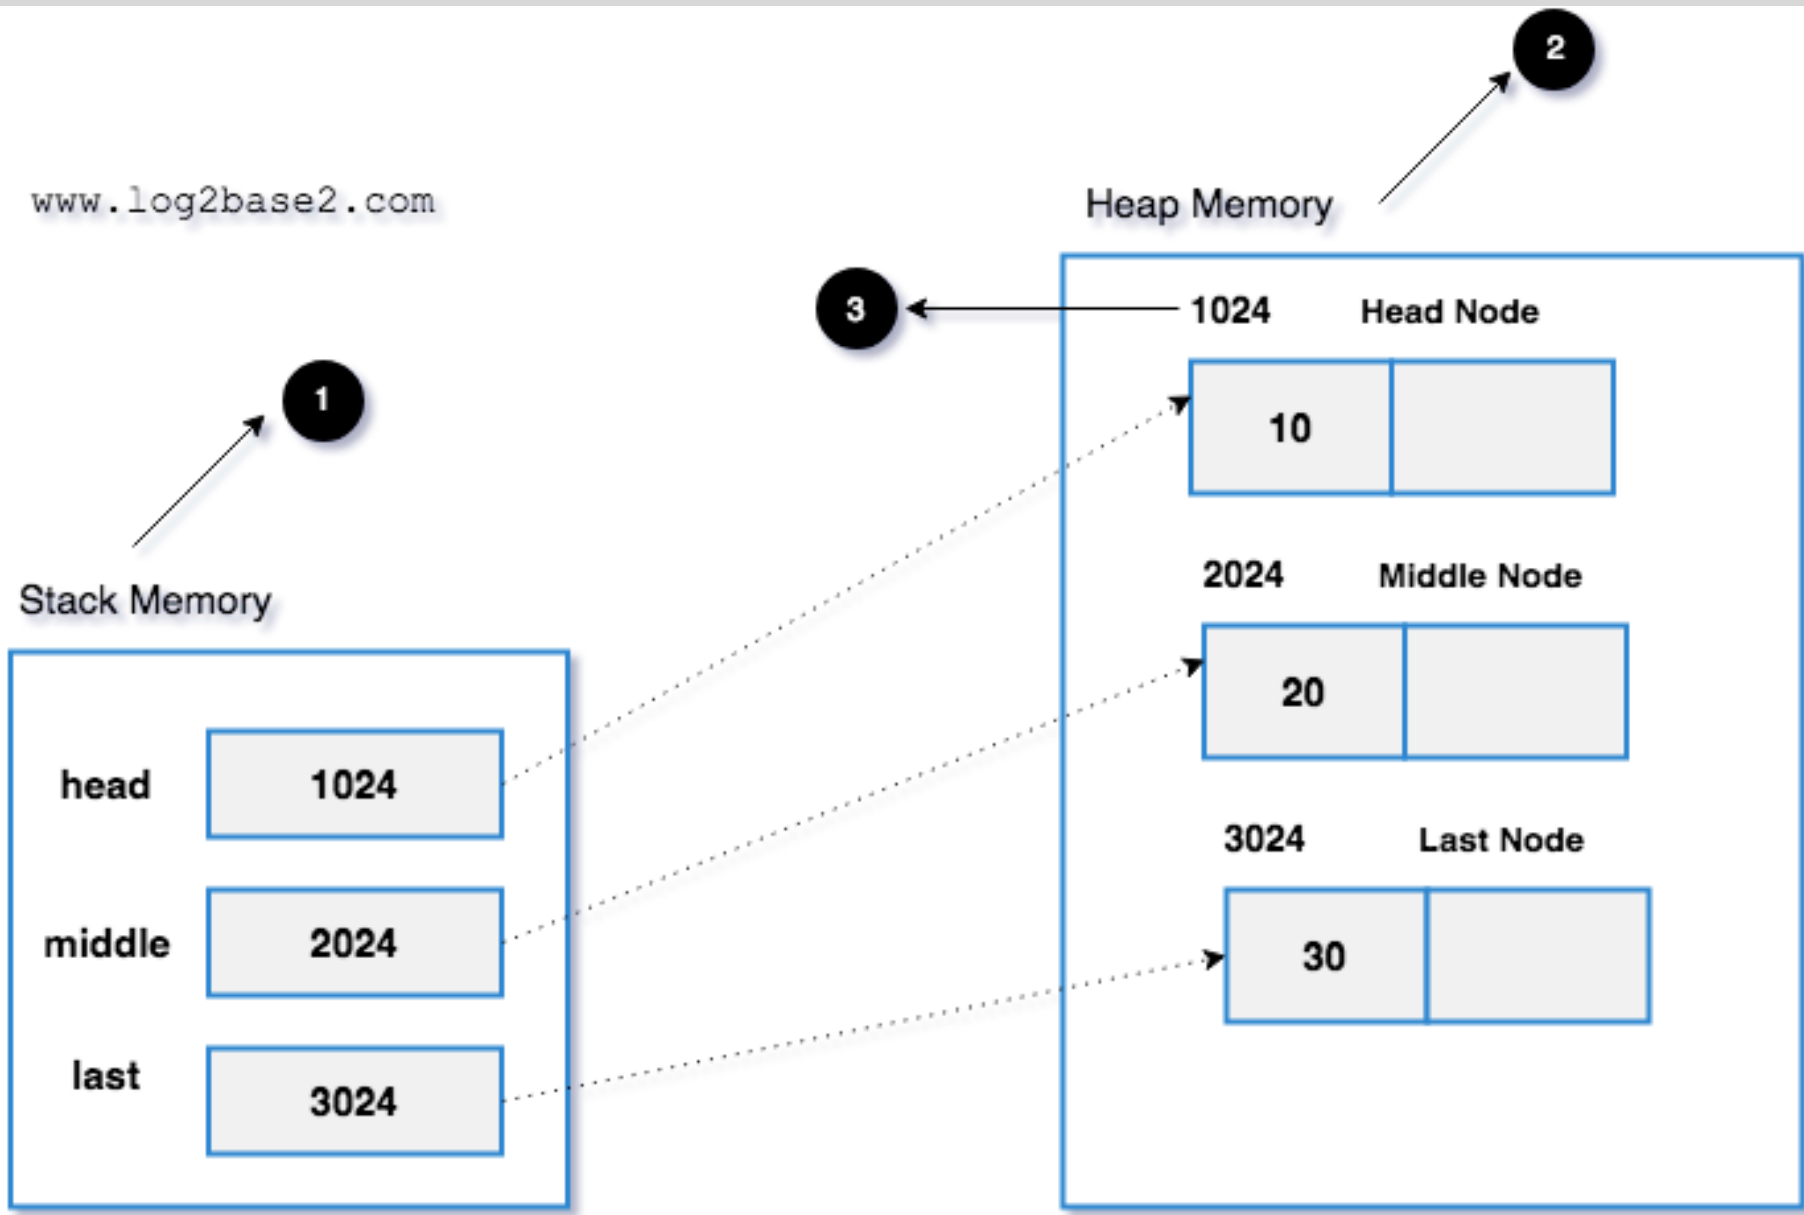 2
www.log2base2.com
Heap Memory
3
1024 Head Node
10
1
2024 Middle Node
20
Stack Memory
head 1024
middle 2024
last 3024
3024 Last Node
30